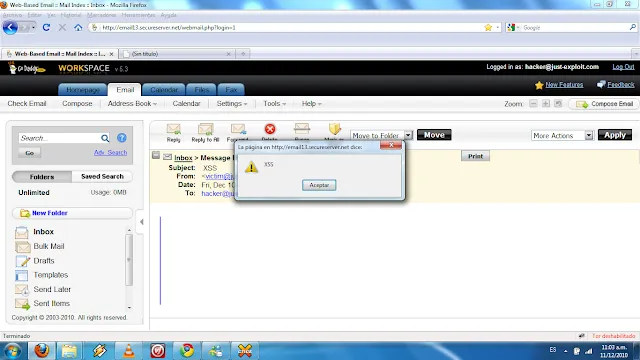 Web-Based Email :: Mail Index :: Inbox - Mozilla Firefox
Archivo Editar Ver Historial Marcadores Herramientas Ayuda
http://email13.secureserver.net/webmail.php?login=1
Google
Web-Based Email :: Mail Index :: I...
(Sin título)
Go Daddy WORKSPACE v 5.3
Logged in as: hacker@just-exploit.com Log Out
Homepage Email Calendar Files Fax
New Features Feedback
Check Email Compose Address Book Calendar Settings Tools Help
Zoom: Compose Email
Search...
Go Adv. Search
Folders Saved Search
Unlimited Usage: 0MB
New Folder
Inbox
Bulk Mail
Drafts
Templates
Send Later
Sent Items
Copyright © 2003-2010. All rights
Reply Reply to All Forward
Move to Folder Move More Actions Apply
Inbox > Message
Print
Subject: XSS
From: <victim@
Date: Fri, Dec 10
To: hacker@jus
La página en http://email13.secureserver.net dice:
XSS
Aceptar
Terminado
Tor deshabilitado
ES
11:03 a.m.
11/12/2010